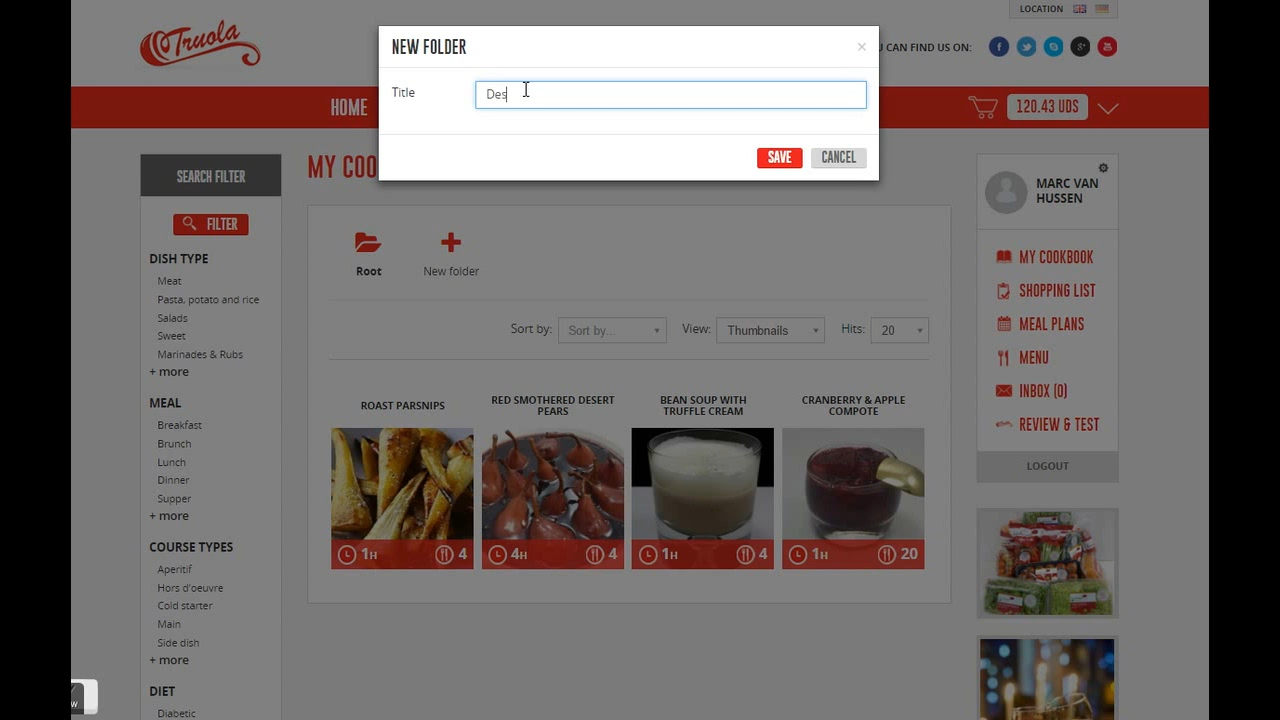 LOCATION
Truola
U CAN FIND US ON:
NEW FOLDER
×
Title
Des
SAVE
CANCEL
HOME
120.43 UDS
SEARCH FILTER
FILTER
DISH TYPE
Meat
Pasta, potato and rice
Salads
Sweet
Marinades & Rubs
+ more
MEAL
Breakfast
Brunch
Lunch
Dinner
Supper
+ more
COURSE TYPES
Aperitif
Hors d'oeuvre
Cold starter
Main
Side dish
+ more
DIET
Diabetic
MY COO
Root
New folder
Sort by:
Sort by...
View:
Thumbnails
Hits:
20
ROAST PARSNIPS
1H
4
RED SMOTHERED DESERT
PEARS
4H
4
BEAN SOUP WITH
TRUFFLE CREAM
1H
4
CRANBERRY & APPLE
COMPOTE
1H
20
MARC VAN
HUSSEN
MY COOKBOOK
SHOPPING LIST
MEAL PLANS
MENU
INBOX (0)
REVIEW & TEST
LOGOUT